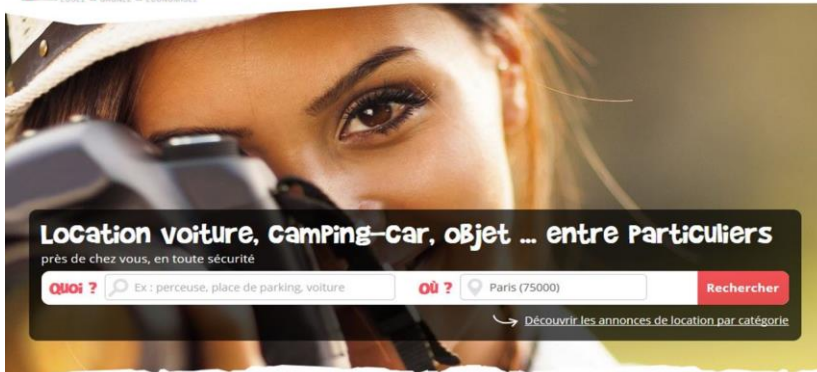 Location voiture, camping-car, objet ... entre particuliers
près de chez vous, en toute sécurité
Quoi ? Ex : perceuse, place de parking, voiture Où ? Paris (75000) Rechercher
Découvrir les annonces de location par catégorie